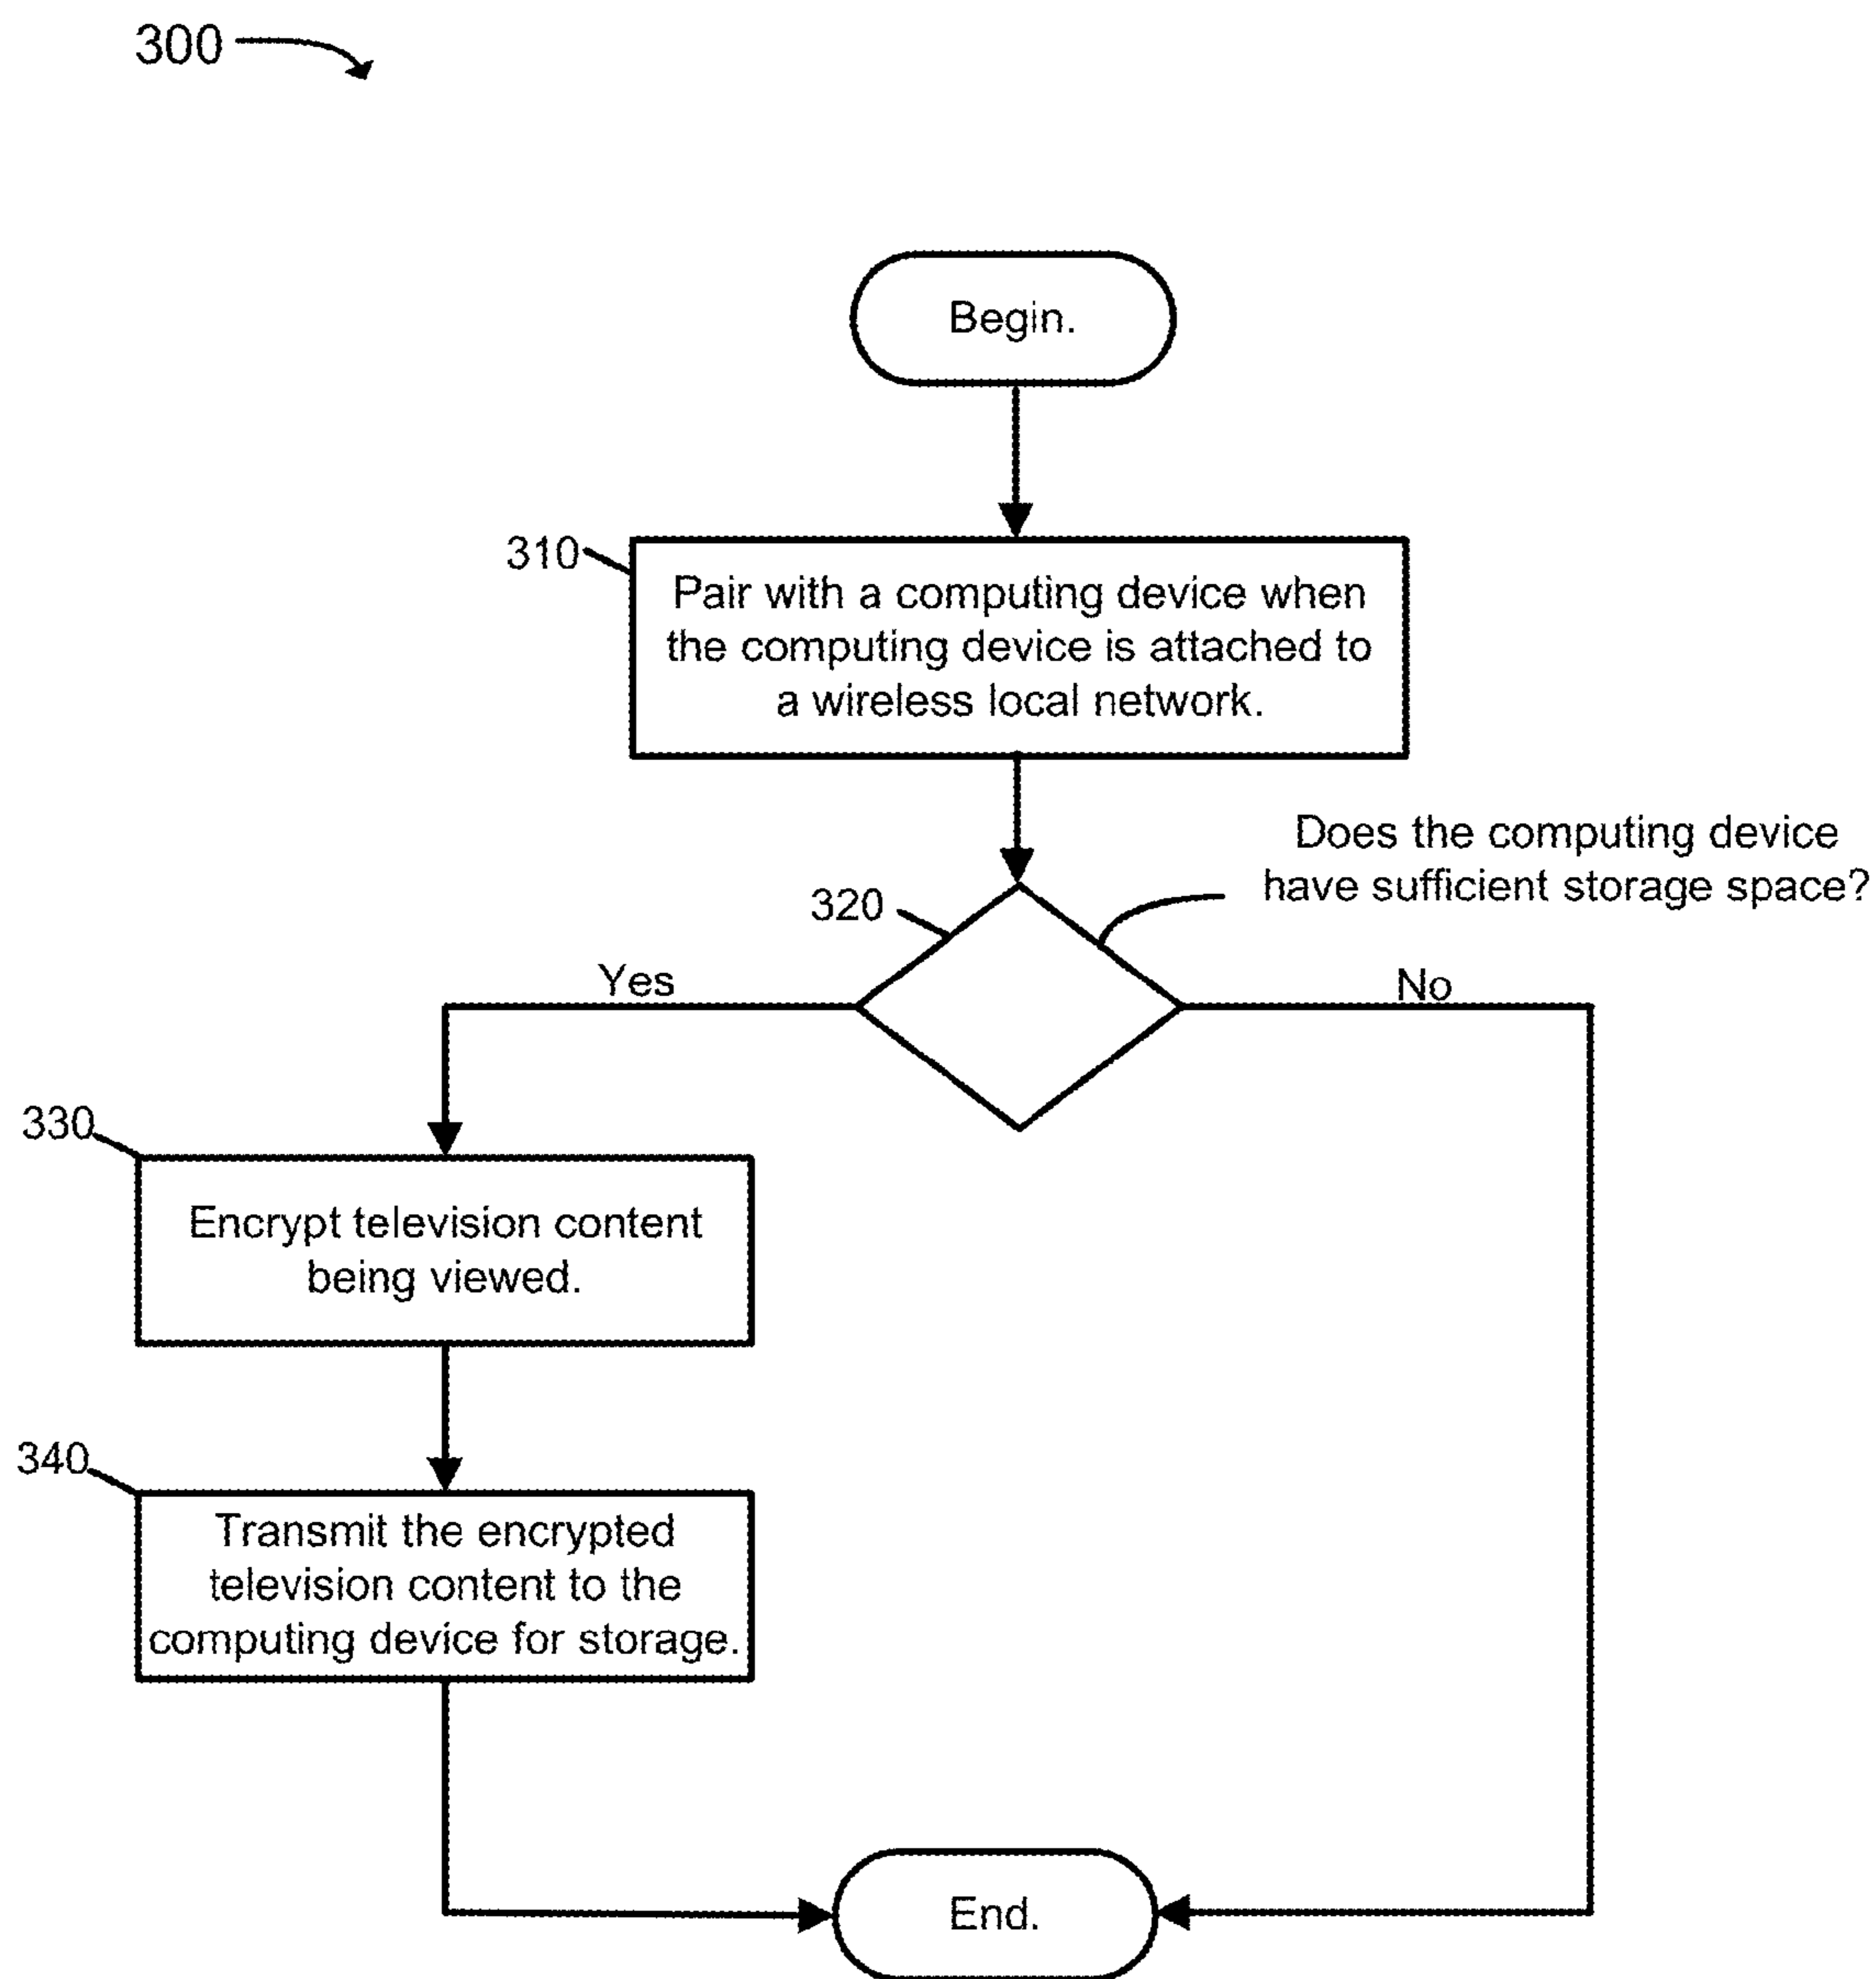 300
Begin.
310
Pair with a computing device when
the computing device is attached to
a wireless local network.
Does the computing device
have sufficient storage space?
320
Yes
No
330
Encrypt television content
being viewed.
340
Transmit the encrypted
television content to the
computing device for storage.
End.